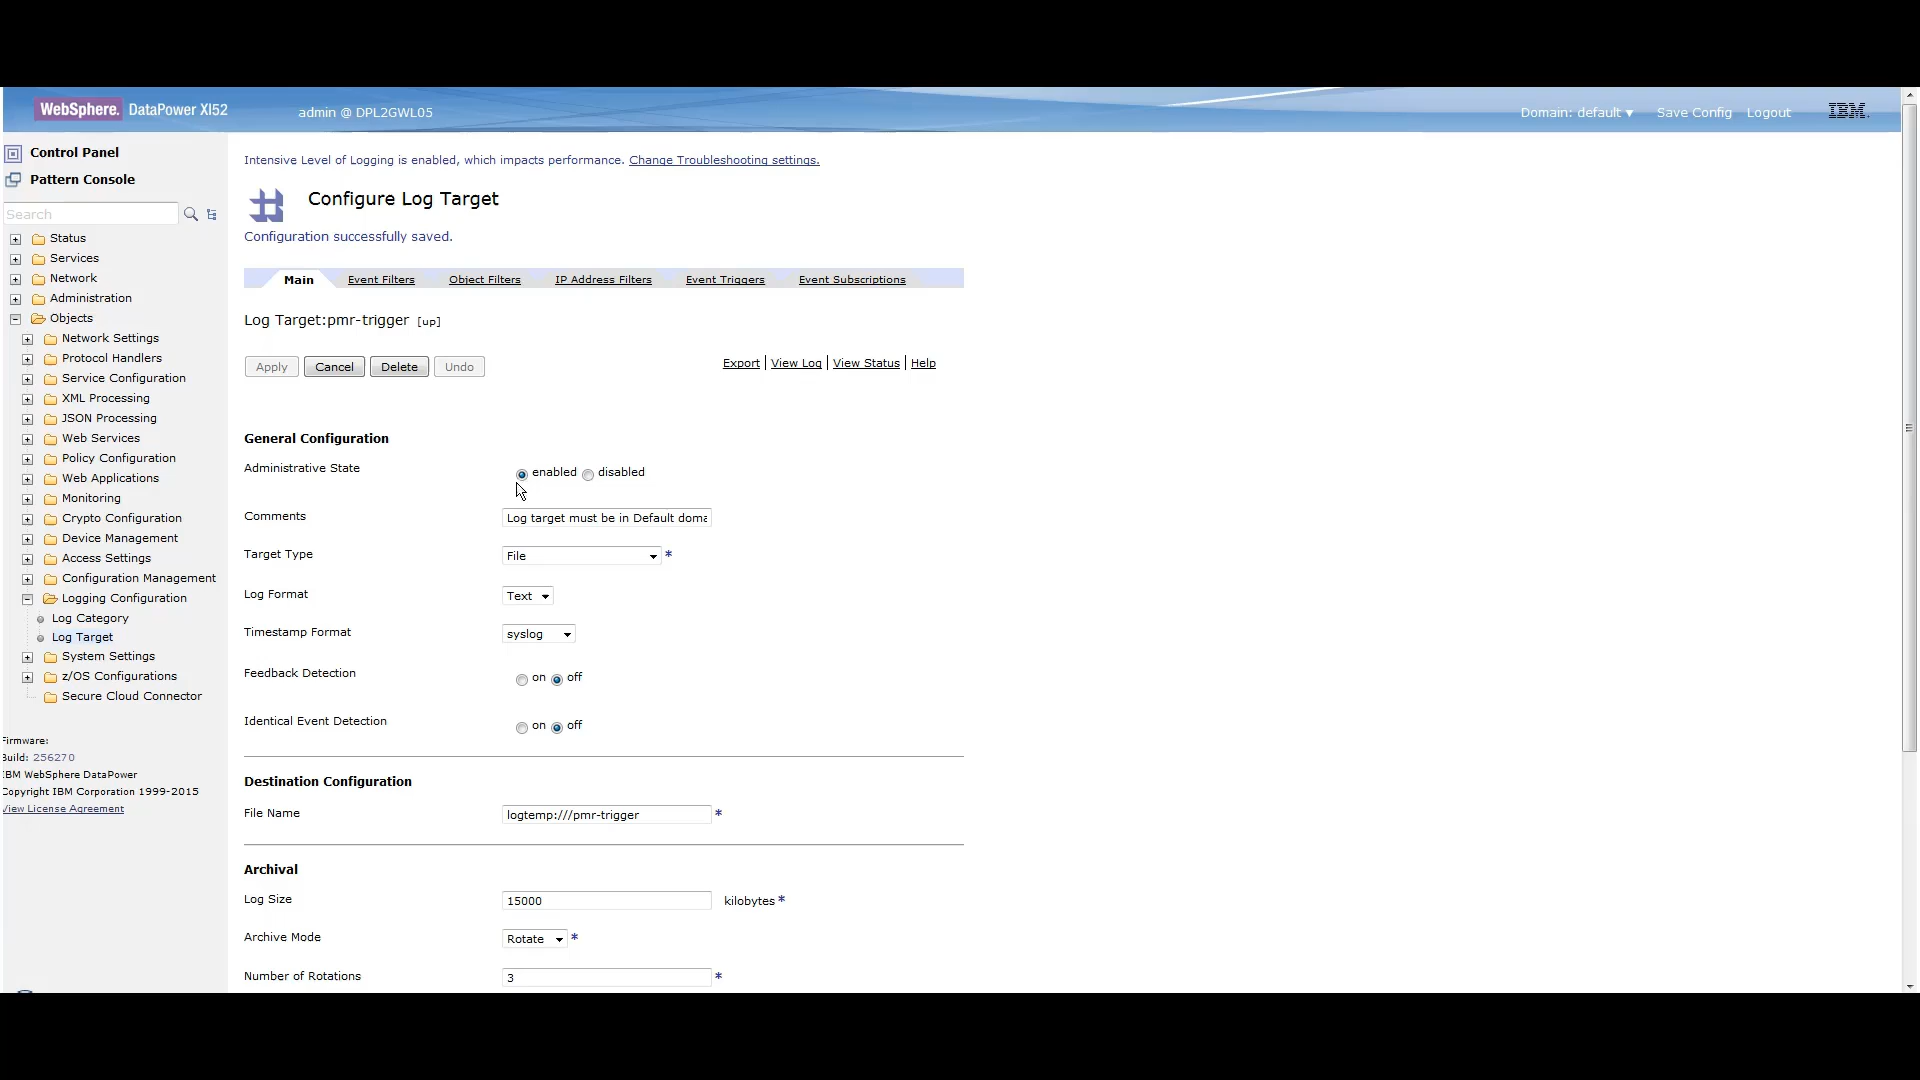 WebSphere. DataPower XI52
admin @ DPL2GWL05
Domain: default ▾ Save Config Logout IBM.
Control Panel
Pattern Console
Search
Status
Services
Network
Administration
Objects
Network Settings
Protocol Handlers
Service Configuration
XML Processing
JSON Processing
Web Services
Policy Configuration
Web Applications
Monitoring
Crypto Configuration
Device Management
Access Settings
Configuration Management
Logging Configuration
Log Category
Log Target
System Settings
z/OS Configurations
Secure Cloud Connector
Firmware:
Build: 256270
IBM WebSphere DataPower
Copyright IBM Corporation 1999-2015
View License Agreement
Intensive Level of Logging is enabled, which impacts performance. Change Troubleshooting settings.
Configure Log Target
Configuration successfully saved.
Main Event Filters Object Filters IP Address Filters Event Triggers Event Subscriptions
Log Target:pmr-trigger [up]
Apply Cancel Delete Undo
Export | View Log | View Status | Help
General Configuration
Administrative State enabled disabled
Comments Log target must be in Default doma
Target Type File *
Log Format Text
Timestamp Format syslog
Feedback Detection on off
Identical Event Detection on off
Destination Configuration
File Name logtemp:///pmr-trigger *
Archival
Log Size 15000 kilobytes *
Archive Mode Rotate *
Number of Rotations 3 *